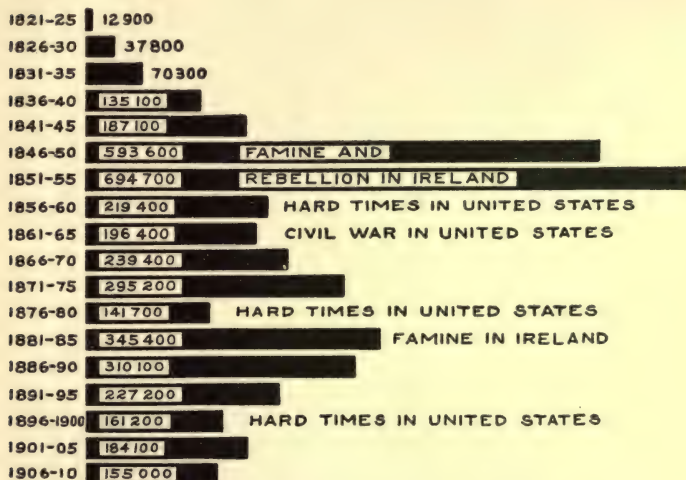 1821-25 12900
1826-30 37800
1831-35 70300
1836-40 135100
1841-45 187100
1846-50 593600 FAMINE AND
1851-55 694700 REBELLION IN IRELAND
1856-60 219400 HARD TIMES IN UNITED STATES
1861-65 196400 CIVIL WAR IN UNITED STATES
1866-70 239400
1871-75 295200
1876-80 141700 HARD TIMES IN UNITED STATES
1881-85 345400 FAMINE IN IRELAND
1886-90 310100
1891-95 227200
1896-1900 161200 HARD TIMES IN UNITED STATES
1901-05 184100
1906-10 155000